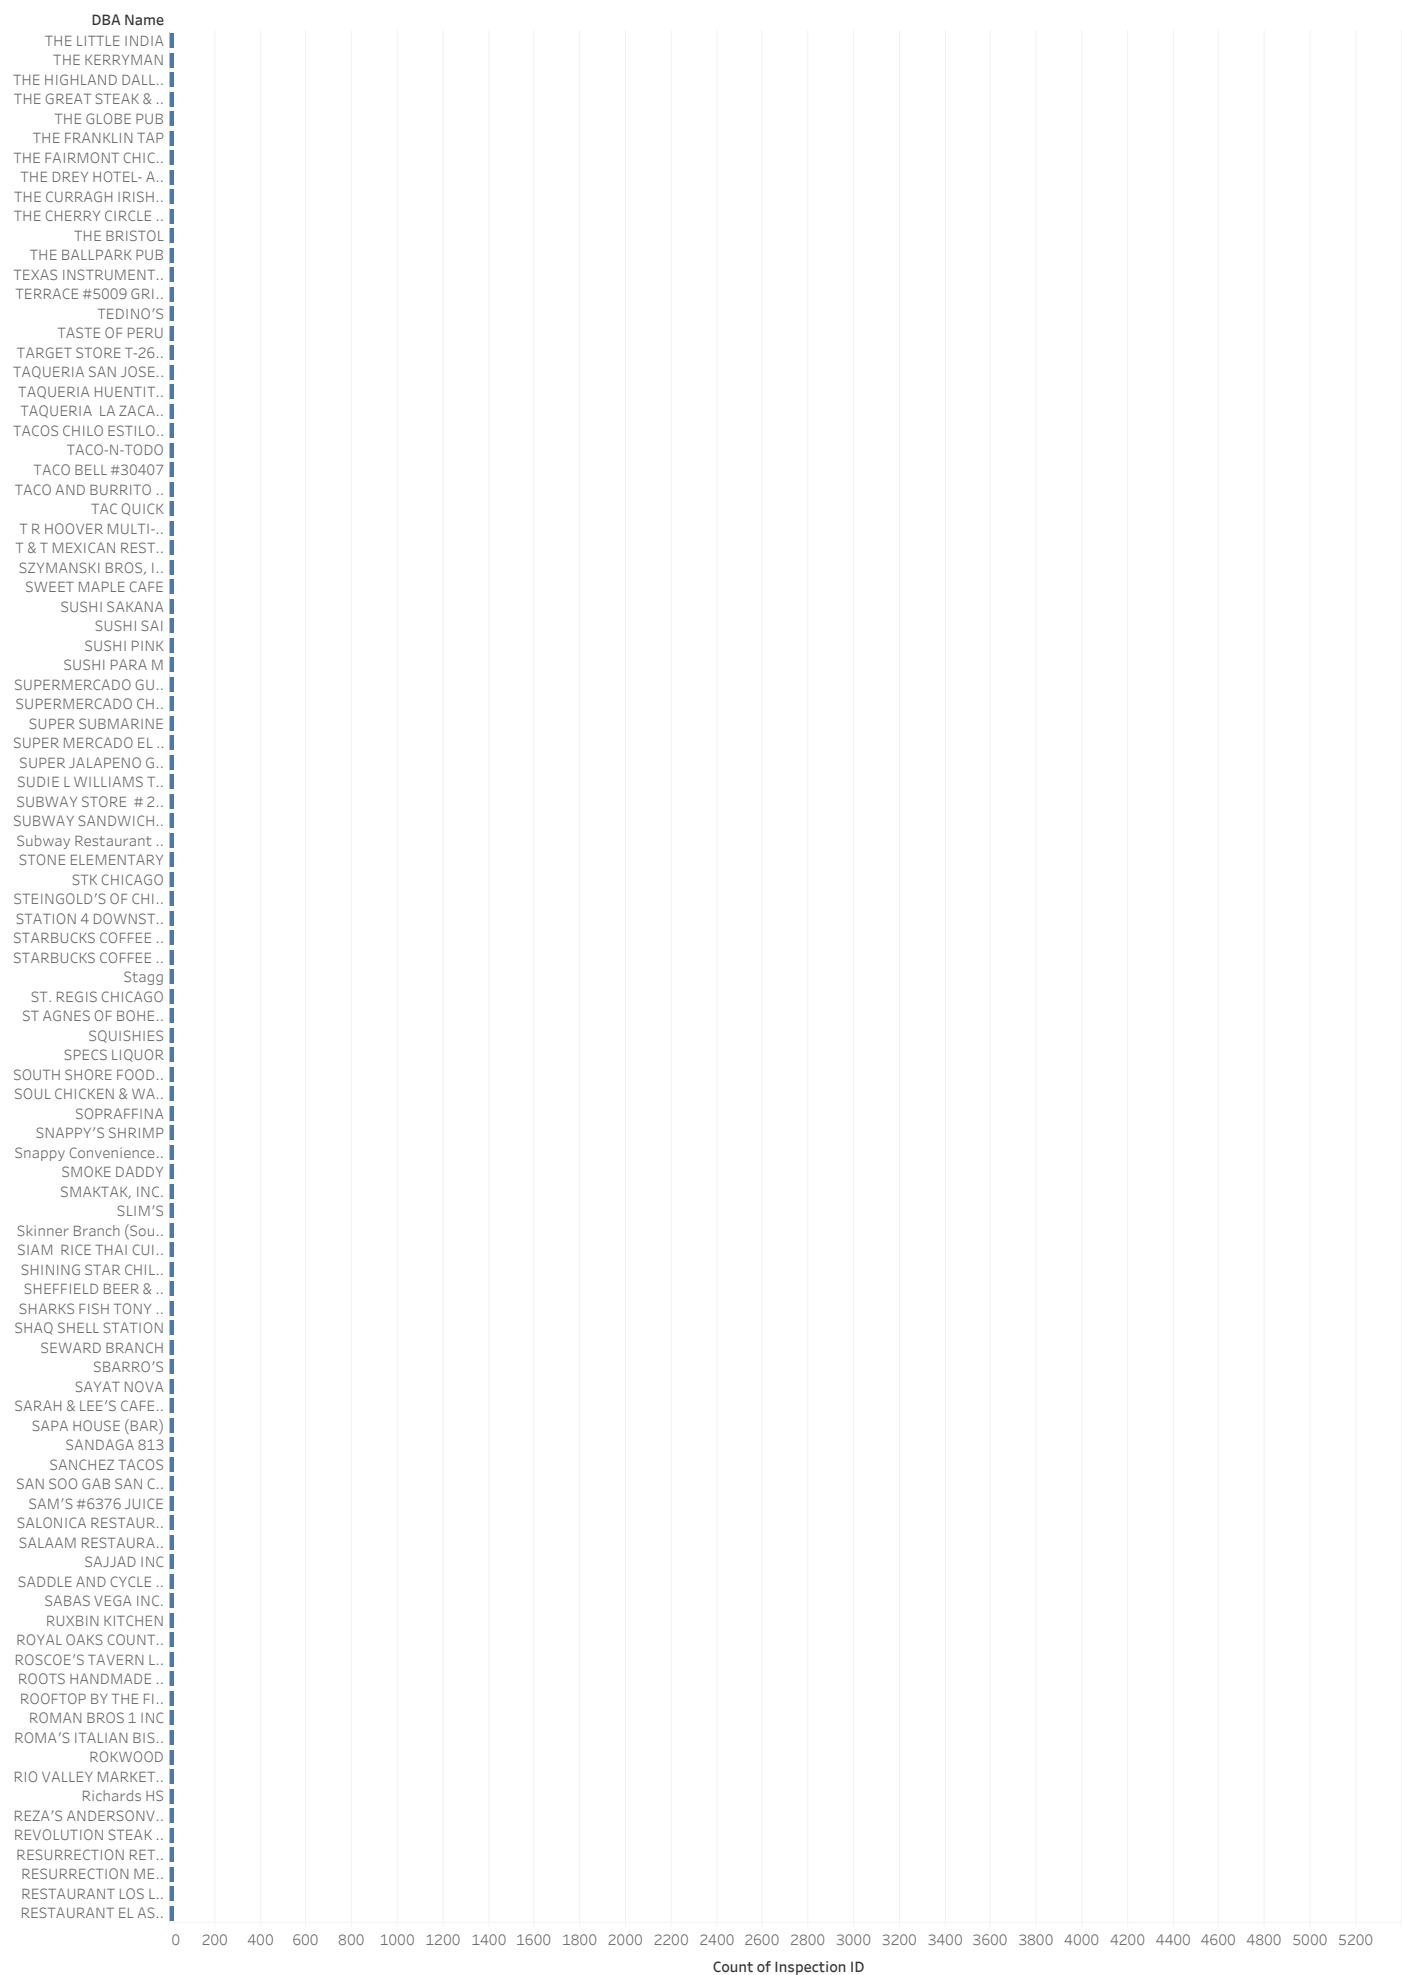 DBA Name
THE LITTLE INDIA
THE KERRYMAN
THE HIGHLAND DALL..
THE GREAT STEAK & ..
THE GLOBE PUB
THE FRANKLIN TAP
THE FAIRMONT CHIC..
THE DREY HOTEL- A..
THE CURRAGH IRISH..
THE CHERRY CIRCLE ..
THE BRISTOL
THE BALLPARK PUB
TEXAS INSTRUMENT..
TERRACE #5009 GRI..
TEDINO'S
TASTE OF PERU
TARGET STORE T-26..
TAQUERIA SAN JOSE..
TAQUERIA HUENTIT..
TAQUERIA  LA ZACA..
TACOS CHILO ESTILO..
TACO-N-TODO
TACO BELL #30407
TACO AND BURRITO ..
TAC QUICK
T R HOOVER MULTI-..
T & T MEXICAN REST..
SZYMANSKI BROS, I..
SWEET MAPLE CAFE
SUSHI SAKANA
SUSHI SAI
SUSHI PINK
SUSHI PARA M
SUPERMERCADO GU..
SUPERMERCADO CH..
SUPER SUBMARINE
SUPER MERCADO EL ..
SUPER JALAPENO G..
SUDIE L WILLIAMS T..
SUBWAY STORE  # 2..
SUBWAY SANDWICH..
Subway Restaurant ..
STONE ELEMENTARY
STK CHICAGO
STEINGOLD'S OF CHI..
STATION 4 DOWNST..
STARBUCKS COFFEE ..
STARBUCKS COFFEE ..
Stagg
ST. REGIS CHICAGO
ST AGNES OF BOHE..
SQUISHIES
SPECS LIQUOR
SOUTH SHORE FOOD..
SOUL CHICKEN & WA..
SOPRAFFINA
SNAPPY'S SHRIMP
Snappy Convenience..
SMOKE DADDY
SMAKTAK, INC.
SLIM'S
Skinner Branch (Sou..
SIAM  RICE THAI CUI..
SHINING STAR CHIL..
SHEFFIELD BEER & ..
SHARKS FISH TONY ..
SHAQ SHELL STATION
SEWARD BRANCH
SBARRO'S
SAYAT NOVA
SARAH & LEE'S CAFE..
SAPA HOUSE (BAR)
SANDAGA 813
SANCHEZ TACOS
SAN SOO GAB SAN C..
SAM'S #6376 JUICE
SALONICA RESTAUR..
SALAAM RESTAURA..
SAJJAD INC
SADDLE AND CYCLE ..
SABAS VEGA INC.
RUXBIN KITCHEN
ROYAL OAKS COUNT..
ROSCOE'S TAVERN L..
ROOTS HANDMADE ..
ROOFTOP BY THE FI..
ROMAN BROS 1 INC
ROMA'S ITALIAN BIS..
ROKWOOD
RIO VALLEY MARKET..
Richards HS
REZA'S ANDERSONV..
REVOLUTION STEAK ..
RESURRECTION RET..
RESURRECTION ME..
RESTAURANT LOS L..
RESTAURANT EL AS..
0 200 400 600 800 1000 1200 1400 1600 1800 2000 2200 2400 2600 2800 3000 3200 3400 3600 3800 4000 4200 4400 4600 4800 5000 5200
Count of Inspection ID